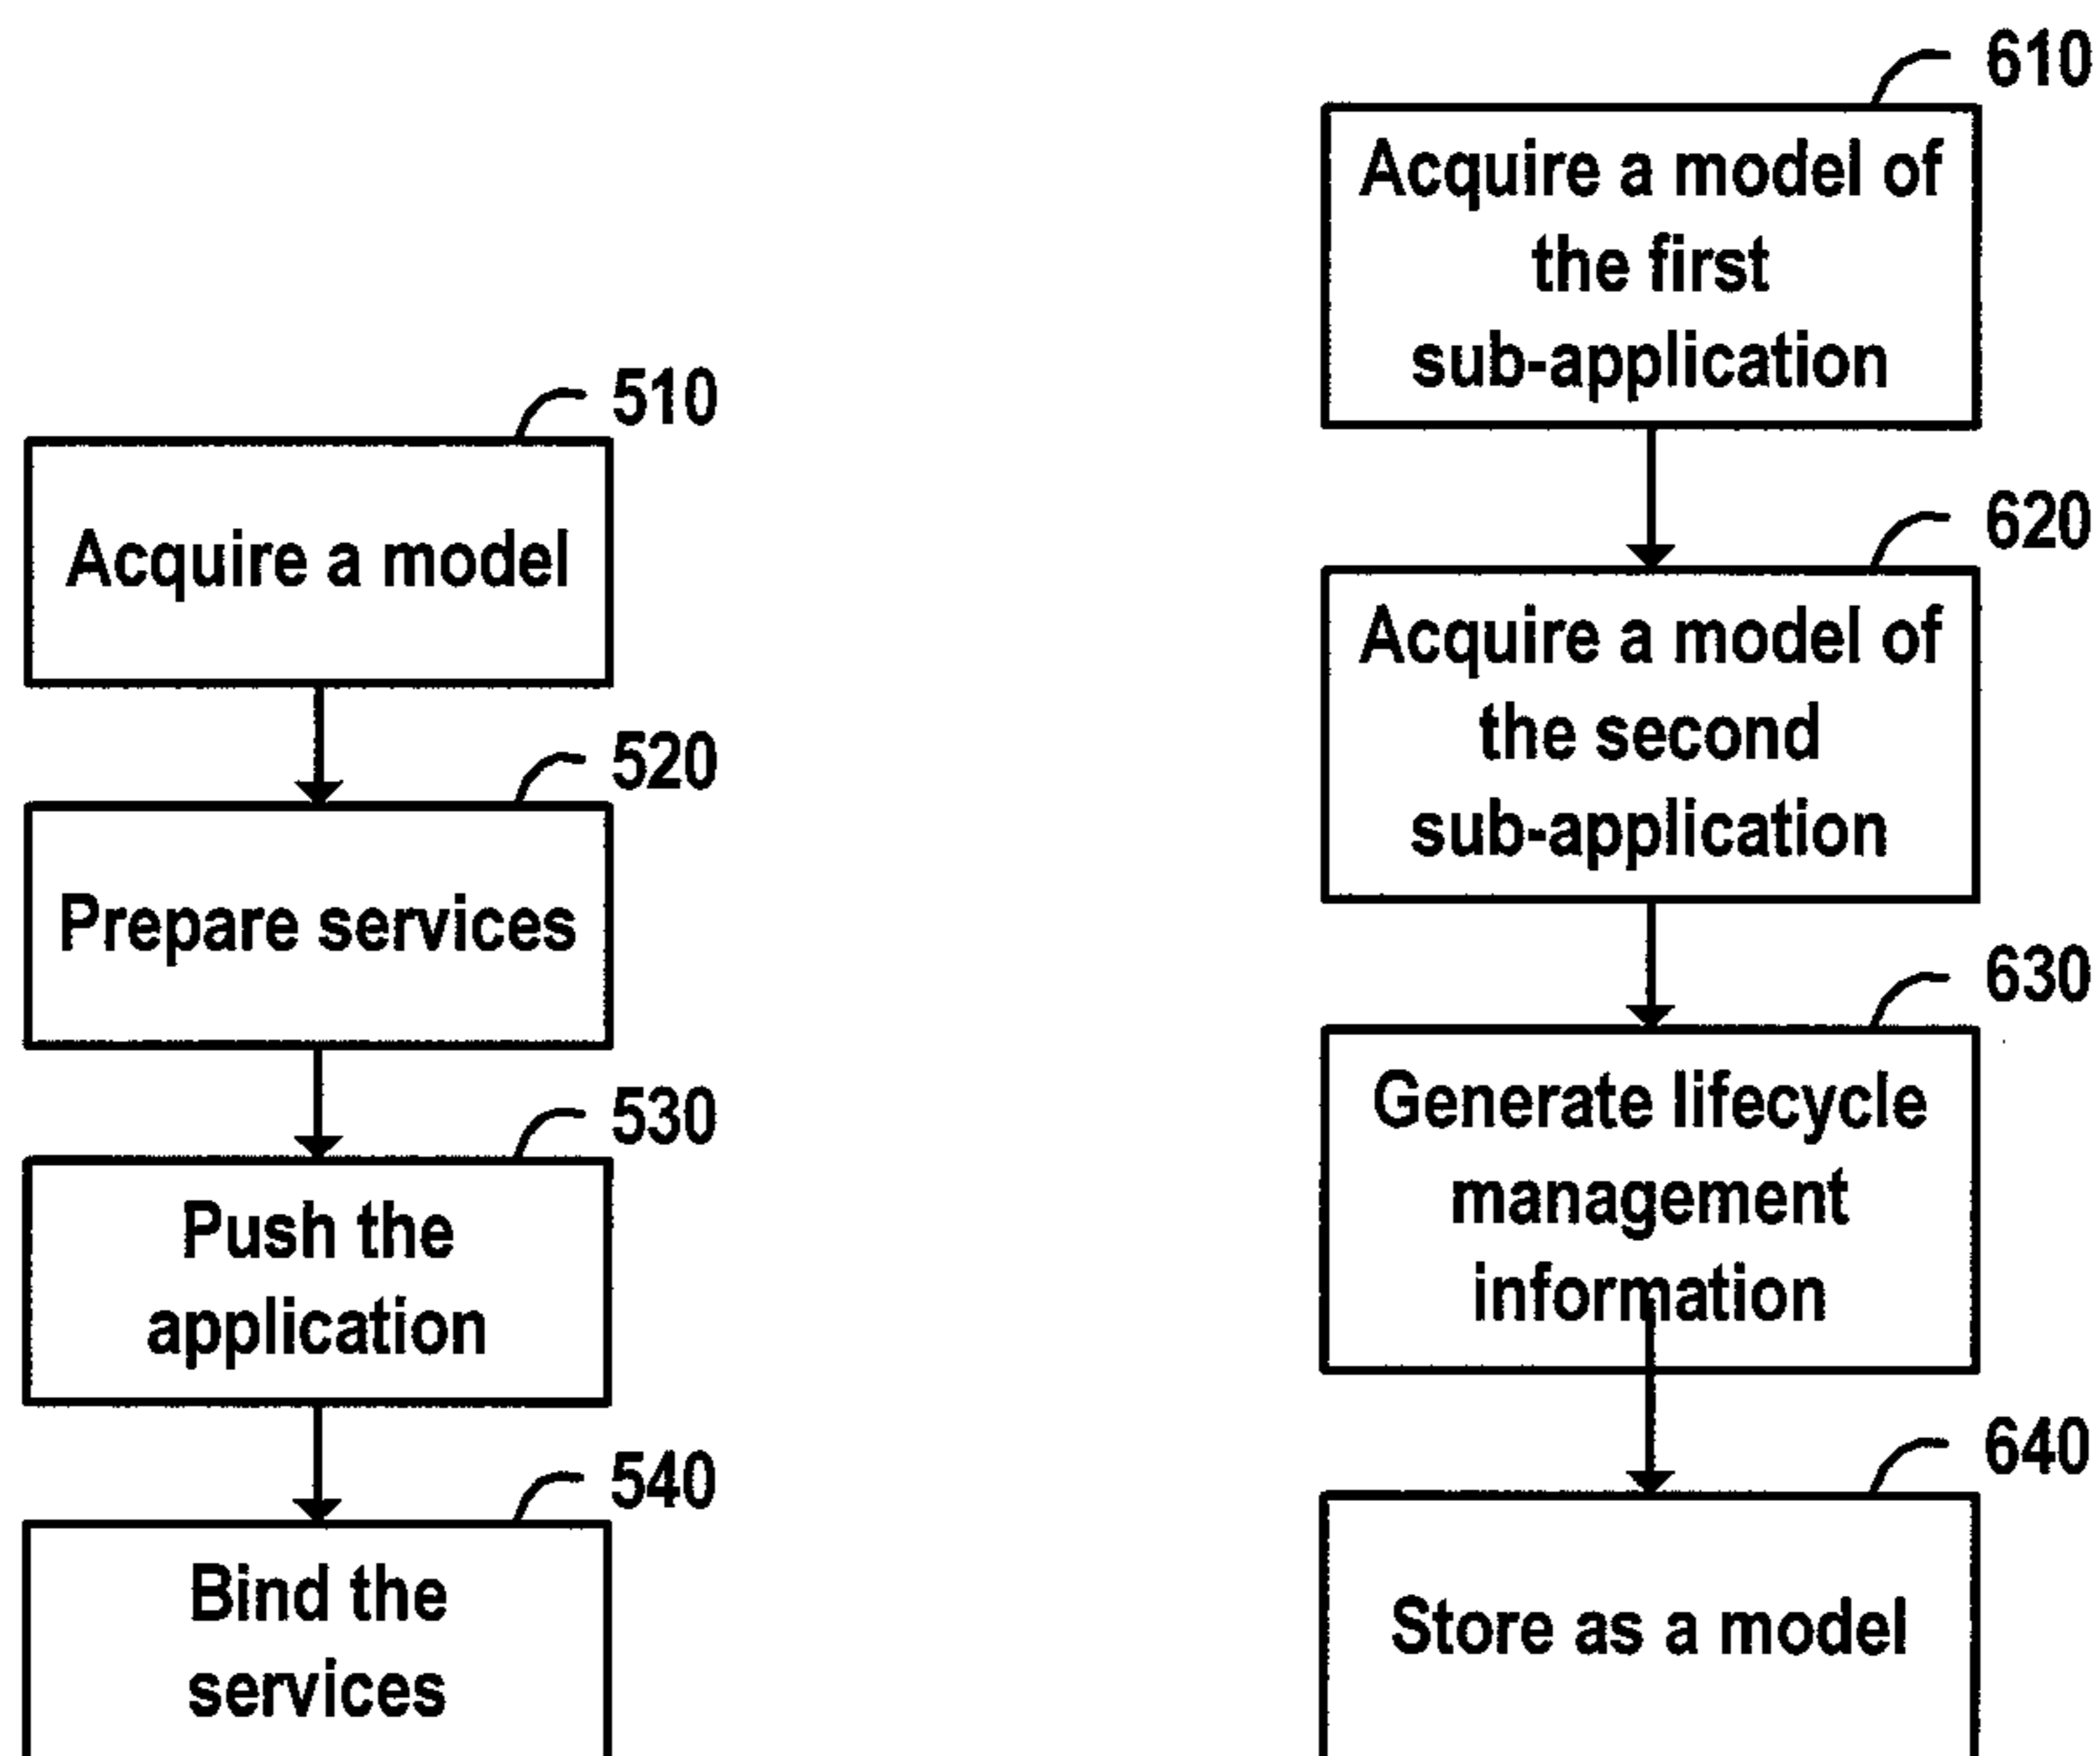 510
Acquire a model
520
Prepare services
530
Push the
application
540
Bind the
services
610
Acquire a model of
the first
sub-application
620
Acquire a model of
the second
sub-application
630
Generate lifecycle
management
information
640
Store as a model